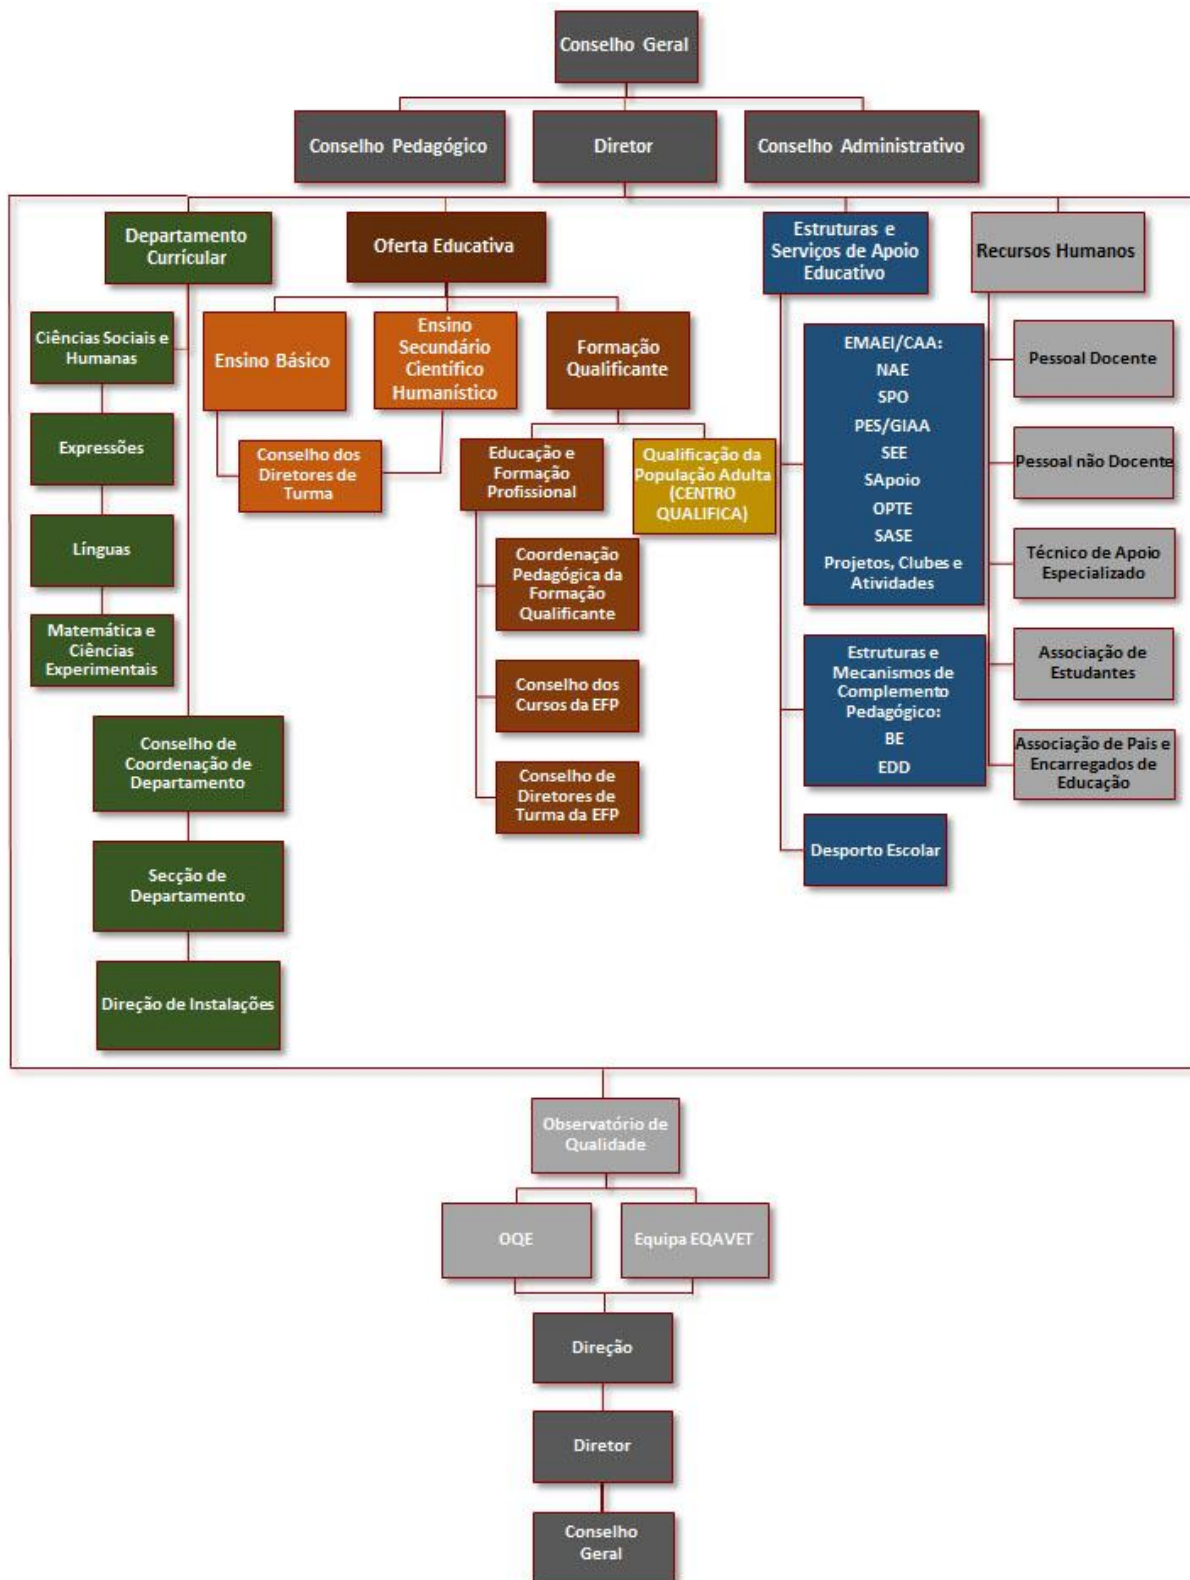 Conselho Geral
Conselho Pedagógico
Diretor
Conselho Administrativo
Departamento
Currícular
Oferta Educativa
Estruturas e
Serviços de Apoio
Educativo
Recursos Humanos
Ciências Sociais e
Humanas
Expressões
Línguas
Matemática e
Ciências
Experimentais
Conselho de
Coordenação de
Departamento
Secção de
Departamento
Direção de Instalações
Ensino Básico
Ensino
Secundário
Científico
Humanístico
Formação
Qualificante
Conselho dos
Diretores de
Turma
Educação e
Formação
Profissional
Qualificação da
População Adulta
(CENTRO
QUALIFICA)
Coordenação
Pedagógica da
Formação
Qualificante
Conselho dos
Cursos da EFP
Conselho de
Diretores de
Turma da EFP
EMAEI/CAA:
NAE
SPO
PES/GIAA
SEE
SApoio
OPTE
SASE
Projetos, Clubes e
Atividades
Estruturas e
Mecanismos de
Complemento
Pedagógico:
BE
EDD
Desporto Escolar
Pessoal Docente
Pessoal não Docente
Técnico de Apoio
Especializado
Associação de
Estudantes
Associação de Pais e
Encarregados de
Educação
Observatório de
Qualidade
OQE
Equipa EQAVET
Direção
Diretor
Conselho
Geral